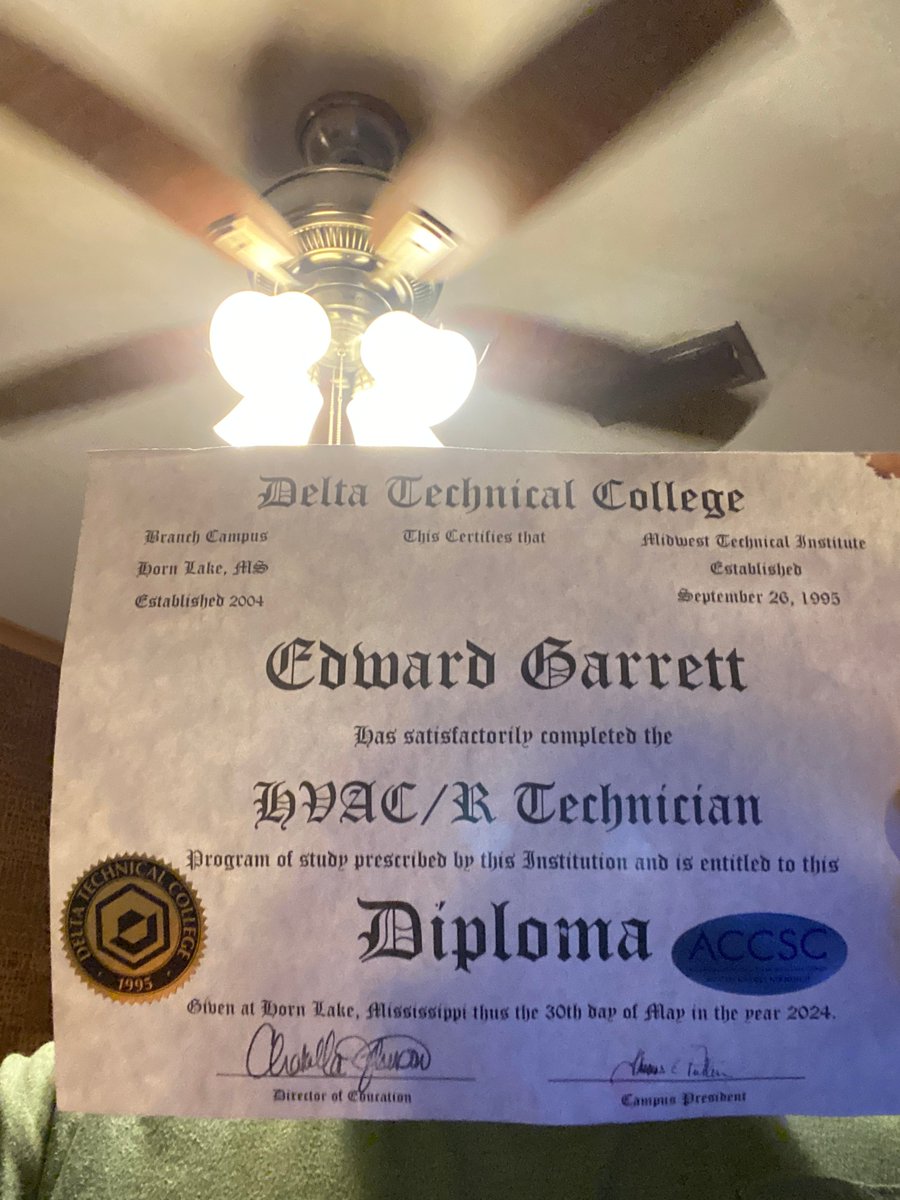 Delta Technical College
Branch Campus
Horn Lake, MS
Established 2004
This Certifies that
Midwest Technical Institute
Established
September 26, 1995
Edward Garrett
Has satisfactorily completed the
HVAC/R Technician
Program of study prescribed by this Institution and is entitled to this
Diploma
DELTA TECHNICAL COLLEGE
1995
ACCSC
Given at Horn Lake, Mississippi thus the 30th day of May in the year 2024.
Director of Education
Campus President